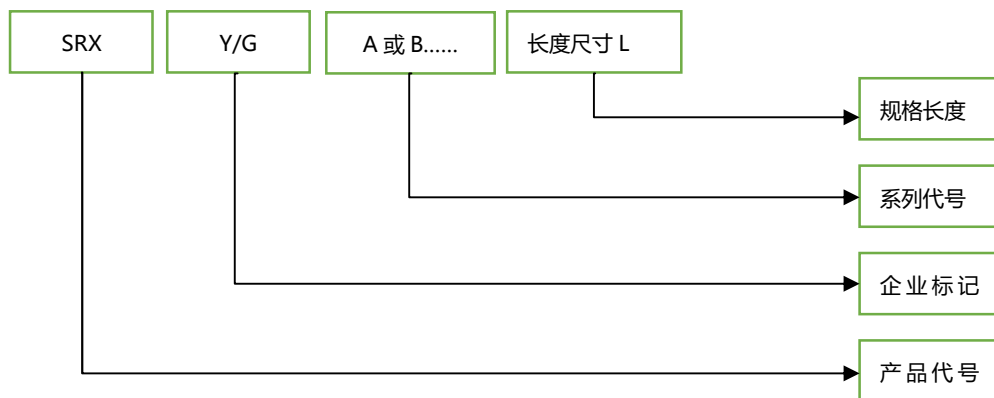 SRX
Y/G
A 或 B......
长度尺寸 L
规格长度
系列代号
企业标记
产品代号